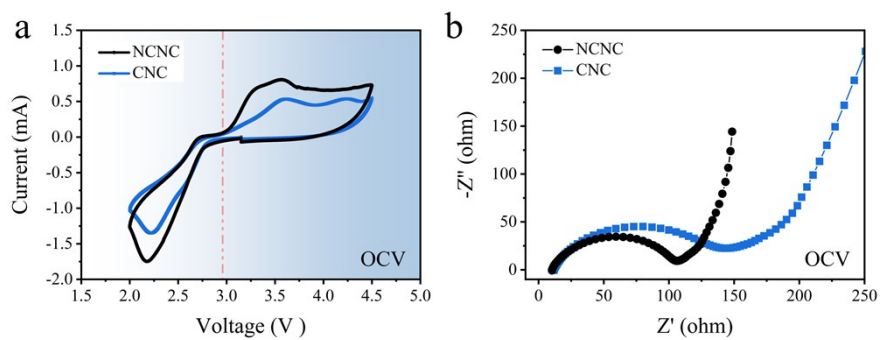 a
NCNC
CNC
Current (mA)
1.5
1.0
0.5
0.0
-0.5
-1.0
-1.5
-2.0
OCV
1.5 2.0 2.5 3.0 3.5 4.0 4.5 5.0
Voltage (V )
b
NCNC
CNC
-Z" (ohm)
250
200
150
100
50
0
OCV
0 50 100 150 200 250
Z' (ohm)